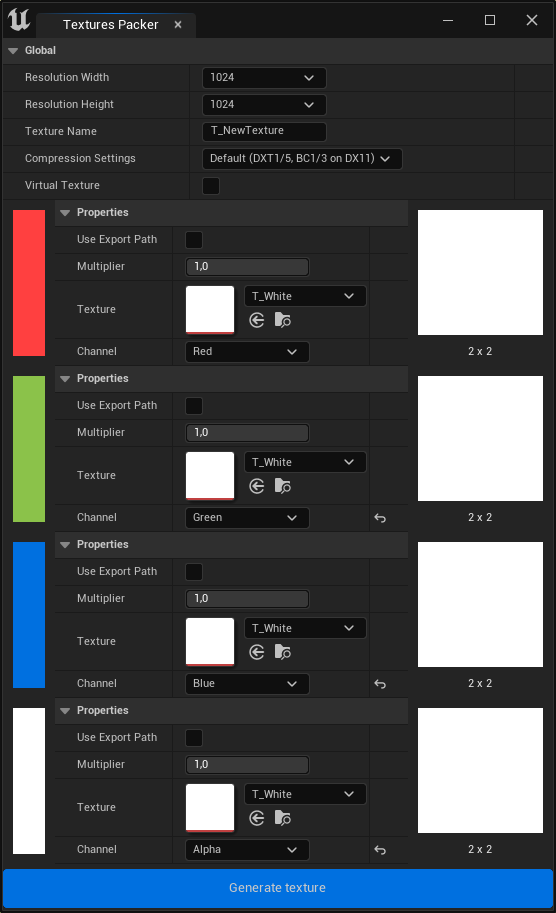 Textures Packer
Global
Resolution Width 1024
Resolution Height 1024
Texture Name T_NewTexture
Compression Settings Default (DXT1/5, BC1/3 on DX11)
Virtual Texture
Properties
Use Export Path
Multiplier 1,0
Texture T_White
Channel Red
2 x 2
Properties
Use Export Path
Multiplier 1,0
Texture T_White
Channel Green
2 x 2
Properties
Use Export Path
Multiplier 1,0
Texture T_White
Channel Blue
2 x 2
Properties
Use Export Path
Multiplier 1,0
Texture T_White
Channel Alpha
2 x 2
Generate texture